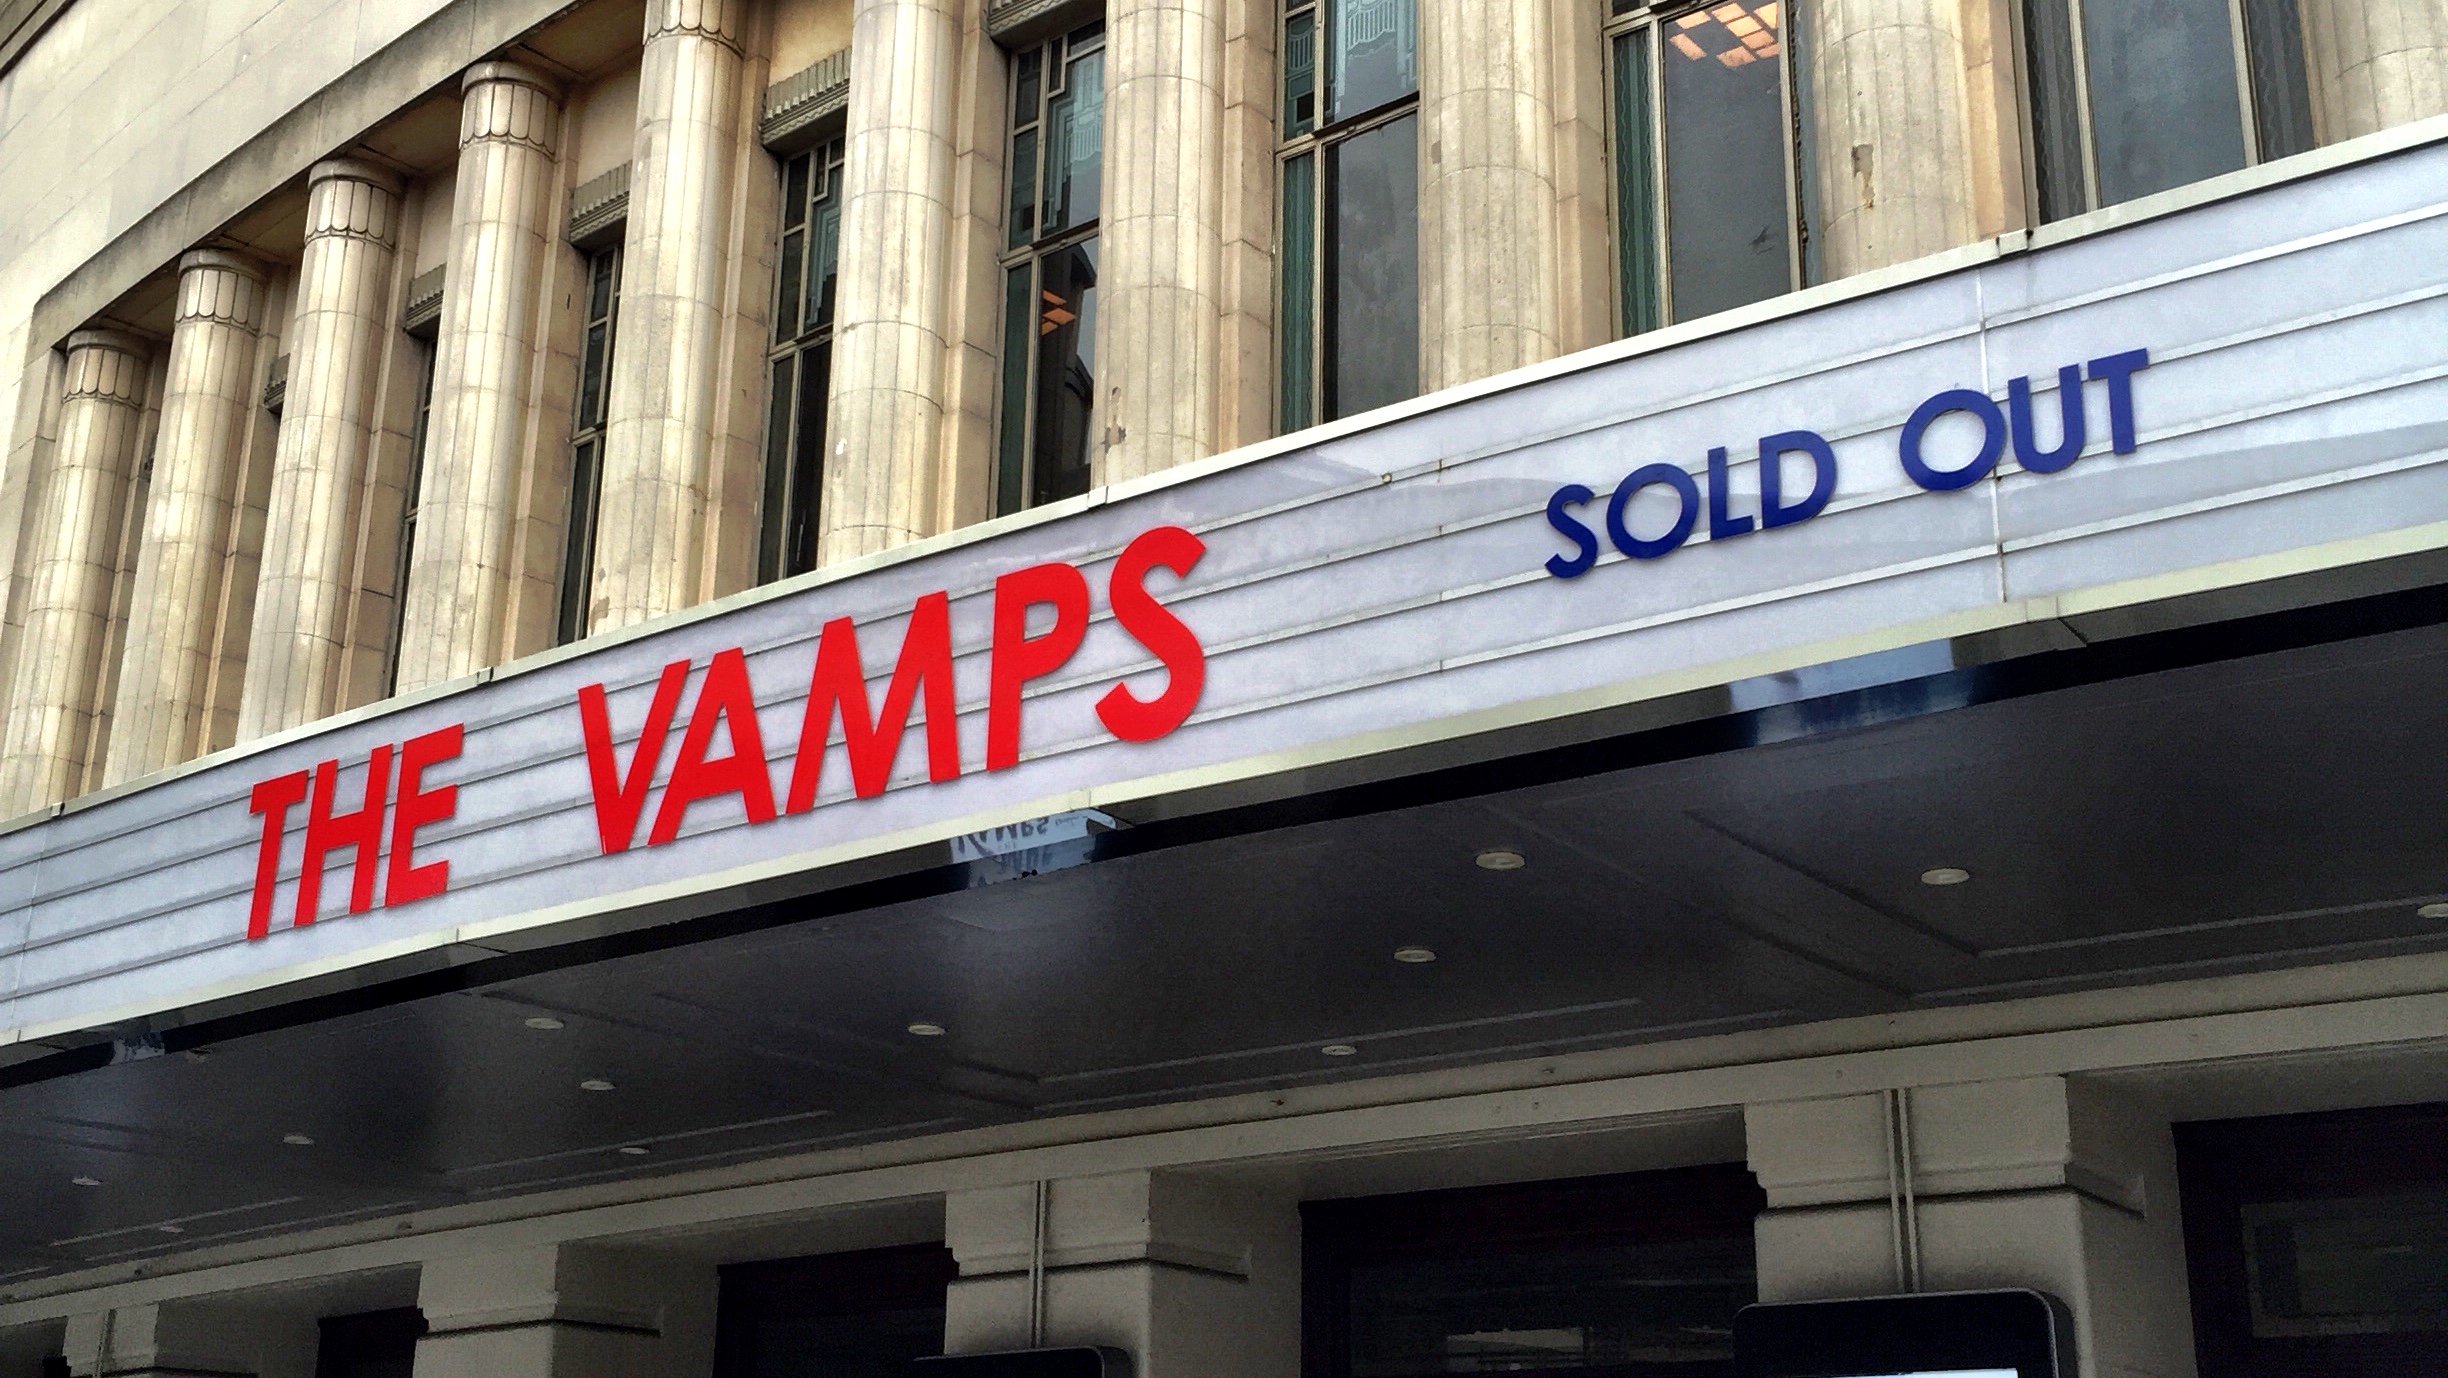 THE VAMPS SOLD OUT